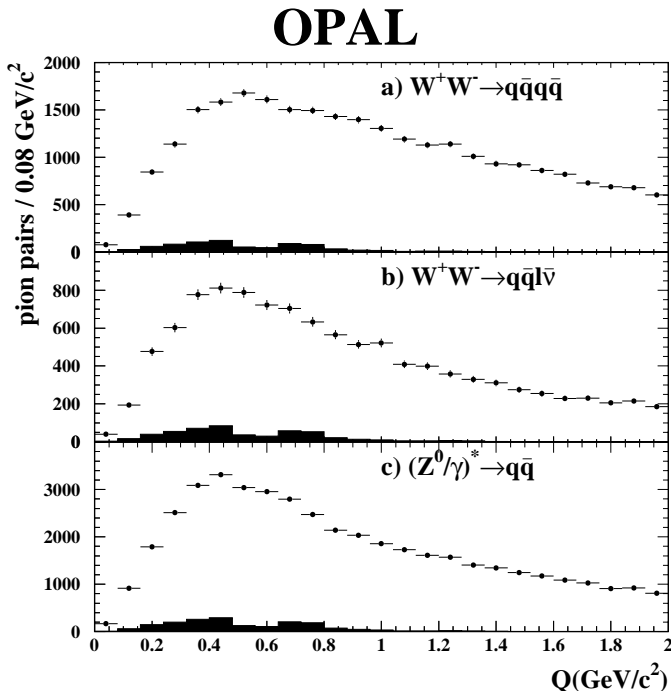 OPAL
pion pairs / 0.08 GeV/c²
2000
1500
1000
500
0
a) W⁺W⁻→qq̄qq̄
800
600
400
200
0
b) W⁺W⁻→qq̄lν̄
3000
2000
1000
0
c) (Z⁰/γ)*→qq̄
0 0.2 0.4 0.6 0.8 1 1.2 1.4 1.6 1.8 2
Q(GeV/c²)